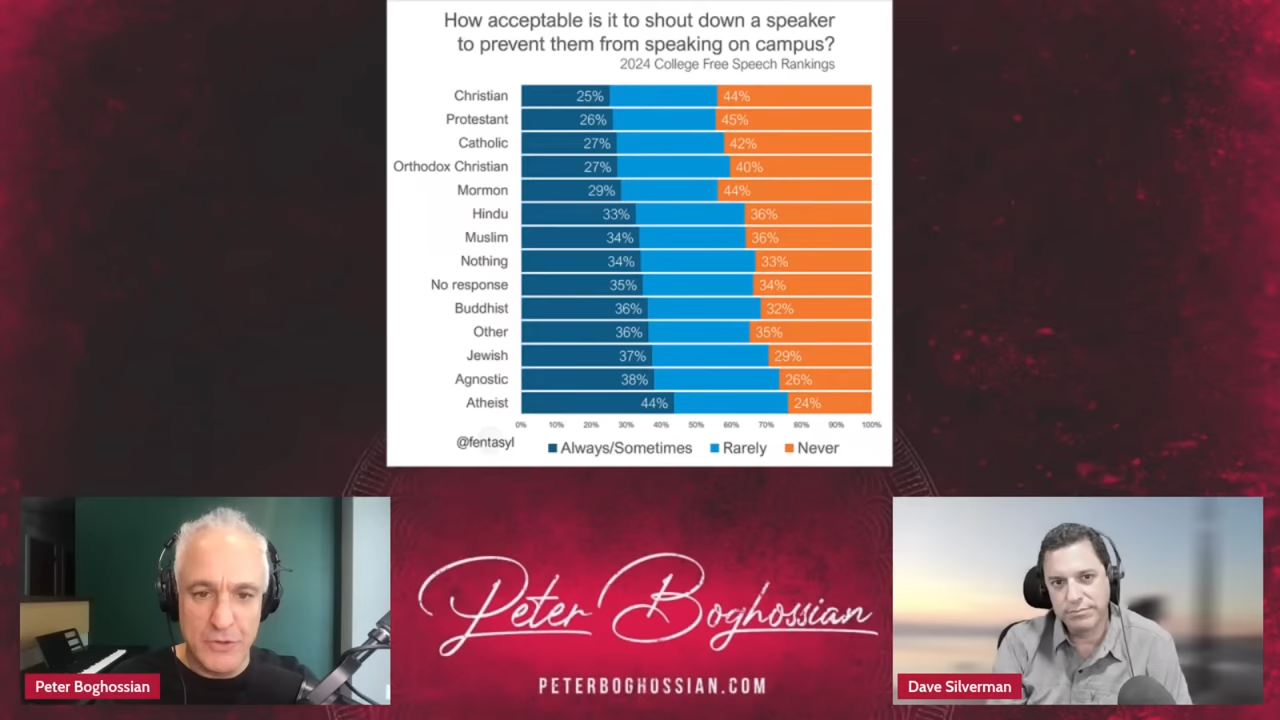 How acceptable is it to shout down a speaker
to prevent them from speaking on campus?
2024 College Free Speech Rankings
Christian 25% 44%
Protestant 26% 45%
Catholic 27% 42%
Orthodox Christian 27% 40%
Mormon 29% 44%
Hindu 33% 36%
Muslim 34% 36%
Nothing 34% 33%
No response 35% 34%
Buddhist 36% 32%
Other 36% 35%
Jewish 37% 29%
Agnostic 38% 26%
Atheist 44% 24%
0% 10% 20% 30% 40% 50% 60% 70% 80% 90% 100%
@fentasyl
Always/Sometimes Rarely Never
Peter Boghossian
PETERBOGHOSSIAN.COM
Peter Boghossian
Dave Silverman